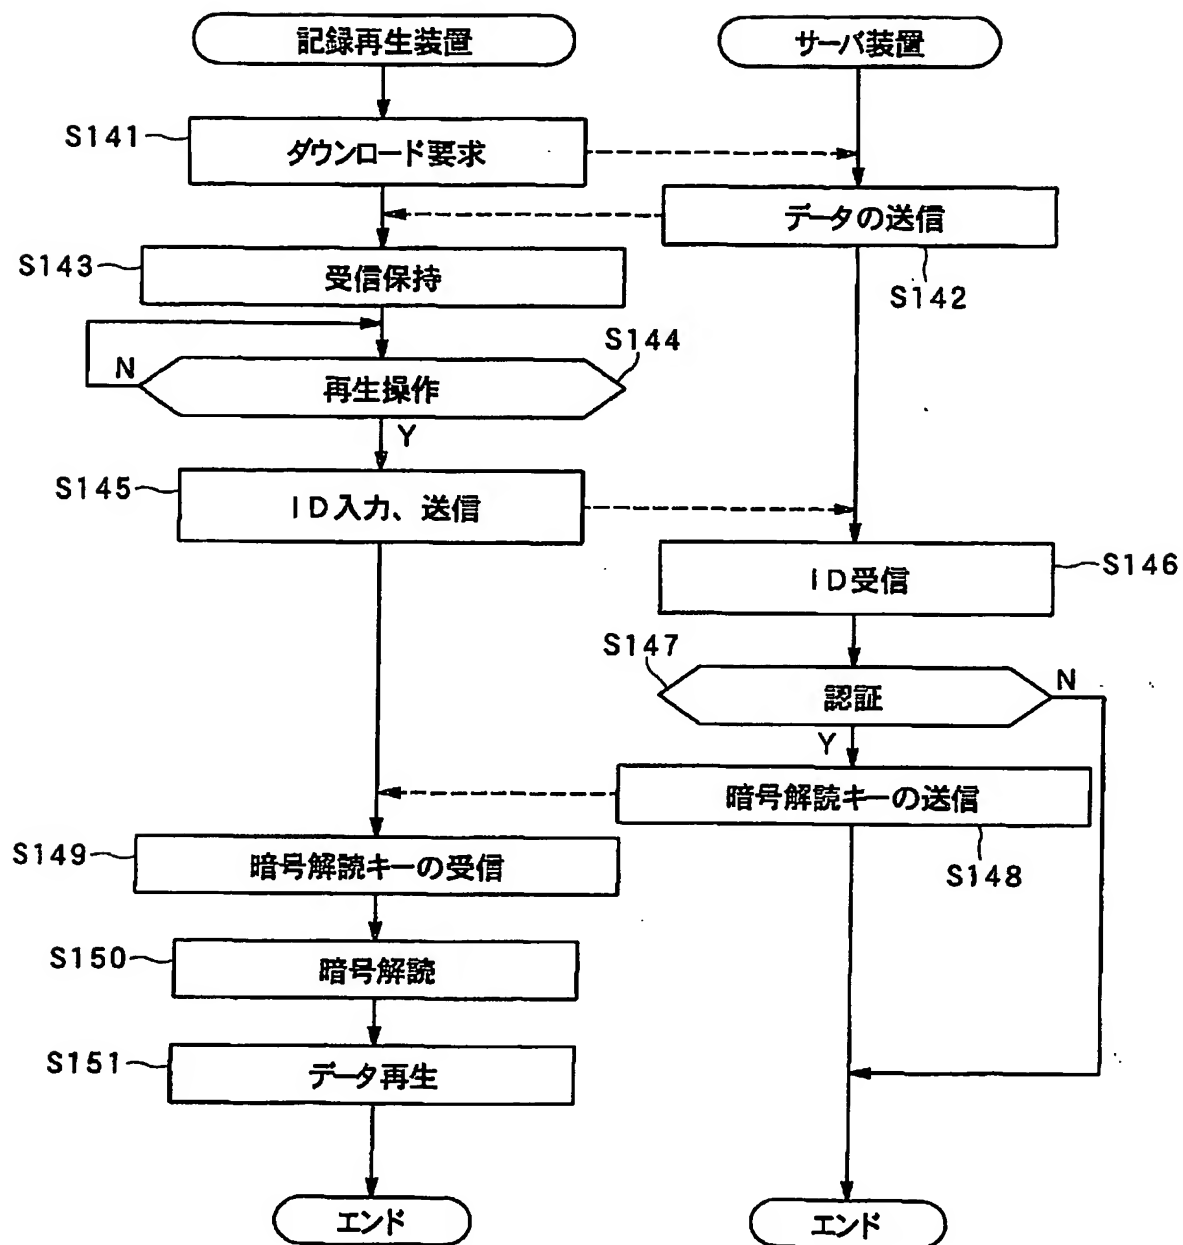 記録再生装置
サーバ装置
S141
ダウンロード要求
データの送信
S142
S143
受信保持
S144
N
再生操作
Y
S145
ID入力、送信
ID受信
S146
S147
認証
N
Y
暗号解読キーの送信
S148
S149
暗号解読キーの受信
S150
暗号解読
S151
データ再生
エンド
エンド